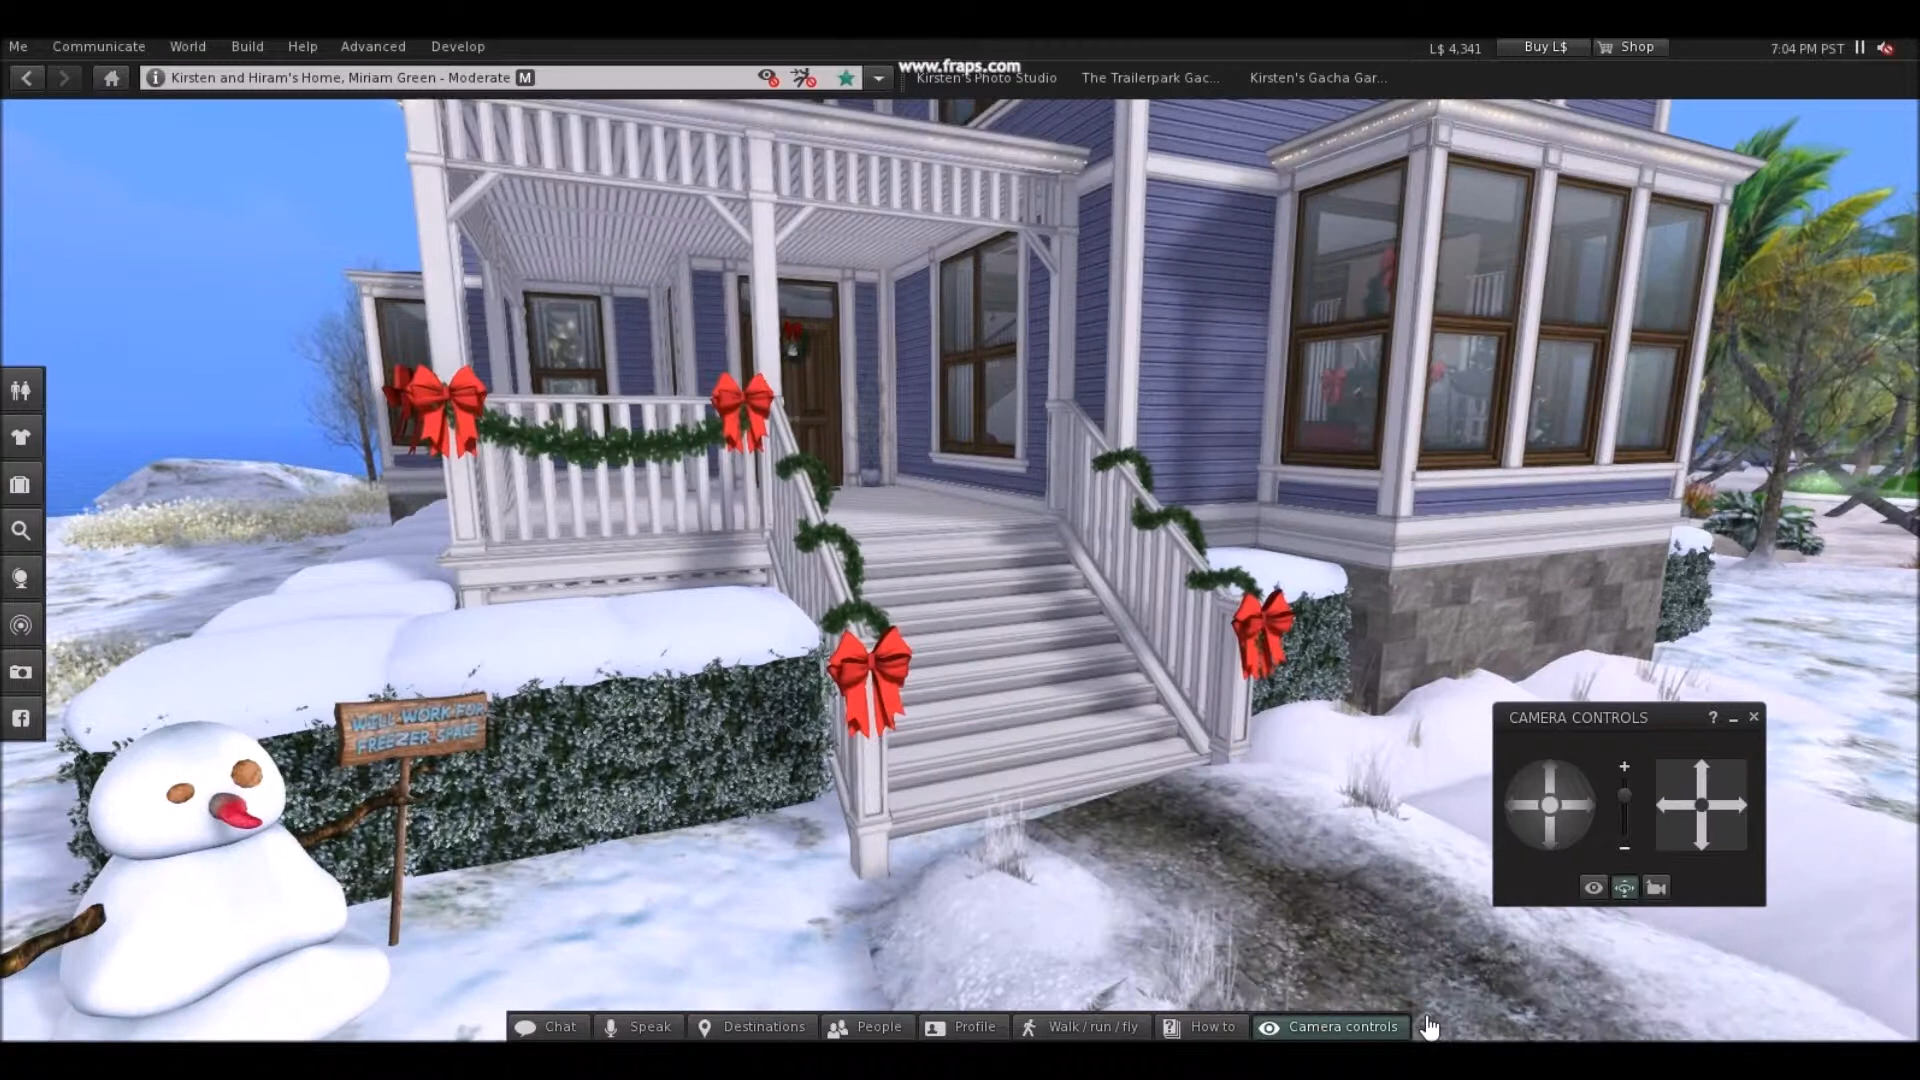 Me Communicate World Build Help Advanced Develop
L$ 4,341 Buy L$ Shop 7:04 PM PST
www.fraps.com
Kirsten and Hiram's Home, Miriam Green - Moderate M
Kirsten's Photo Studio The Trailerpark Gac... Kirsten's Gacha Gar...
WILL WORK FOR
FREEZER SPACE
CAMERA CONTROLS ? _ ×
+
-
Chat Speak Destinations People Profile Walk / run / fly How to Camera controls